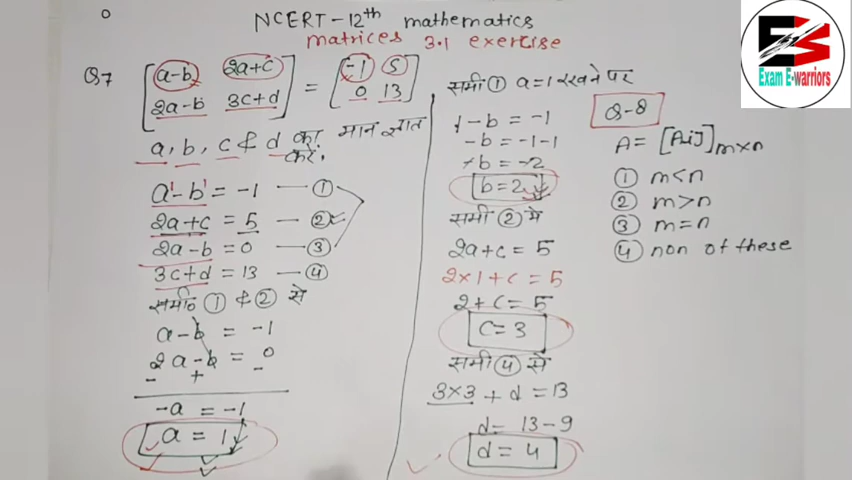 NCERT-12th mathematics
matrices 3.1 exercise
Exam E-warriors
Q7 [a-b 2a+c
2a-b 3c+d] = [-1 5
0 13]
a, b, c & d का मान ज्ञात
करें.
a-b = -1 — ①
2a+c = 5 — ②
2a-b = 0 — ③
3c+d = 13 — ④
समी० ① & ② से
a-b = -1
2a-b = 0
- + -
-a = -1
a = 1
समी ① a=1 रखने पर
1-b = -1
-b = -1-1
-b = -2
b = 2
समी ② में
2a+c = 5
2×1+c = 5
2+c = 5
c = 3
समी ④ से
3×3 + d = 13
d = 13-9
d = 4
Q-8
A = [Aij]m×n
① m<n
② m>n
③ m=n
④ non of these